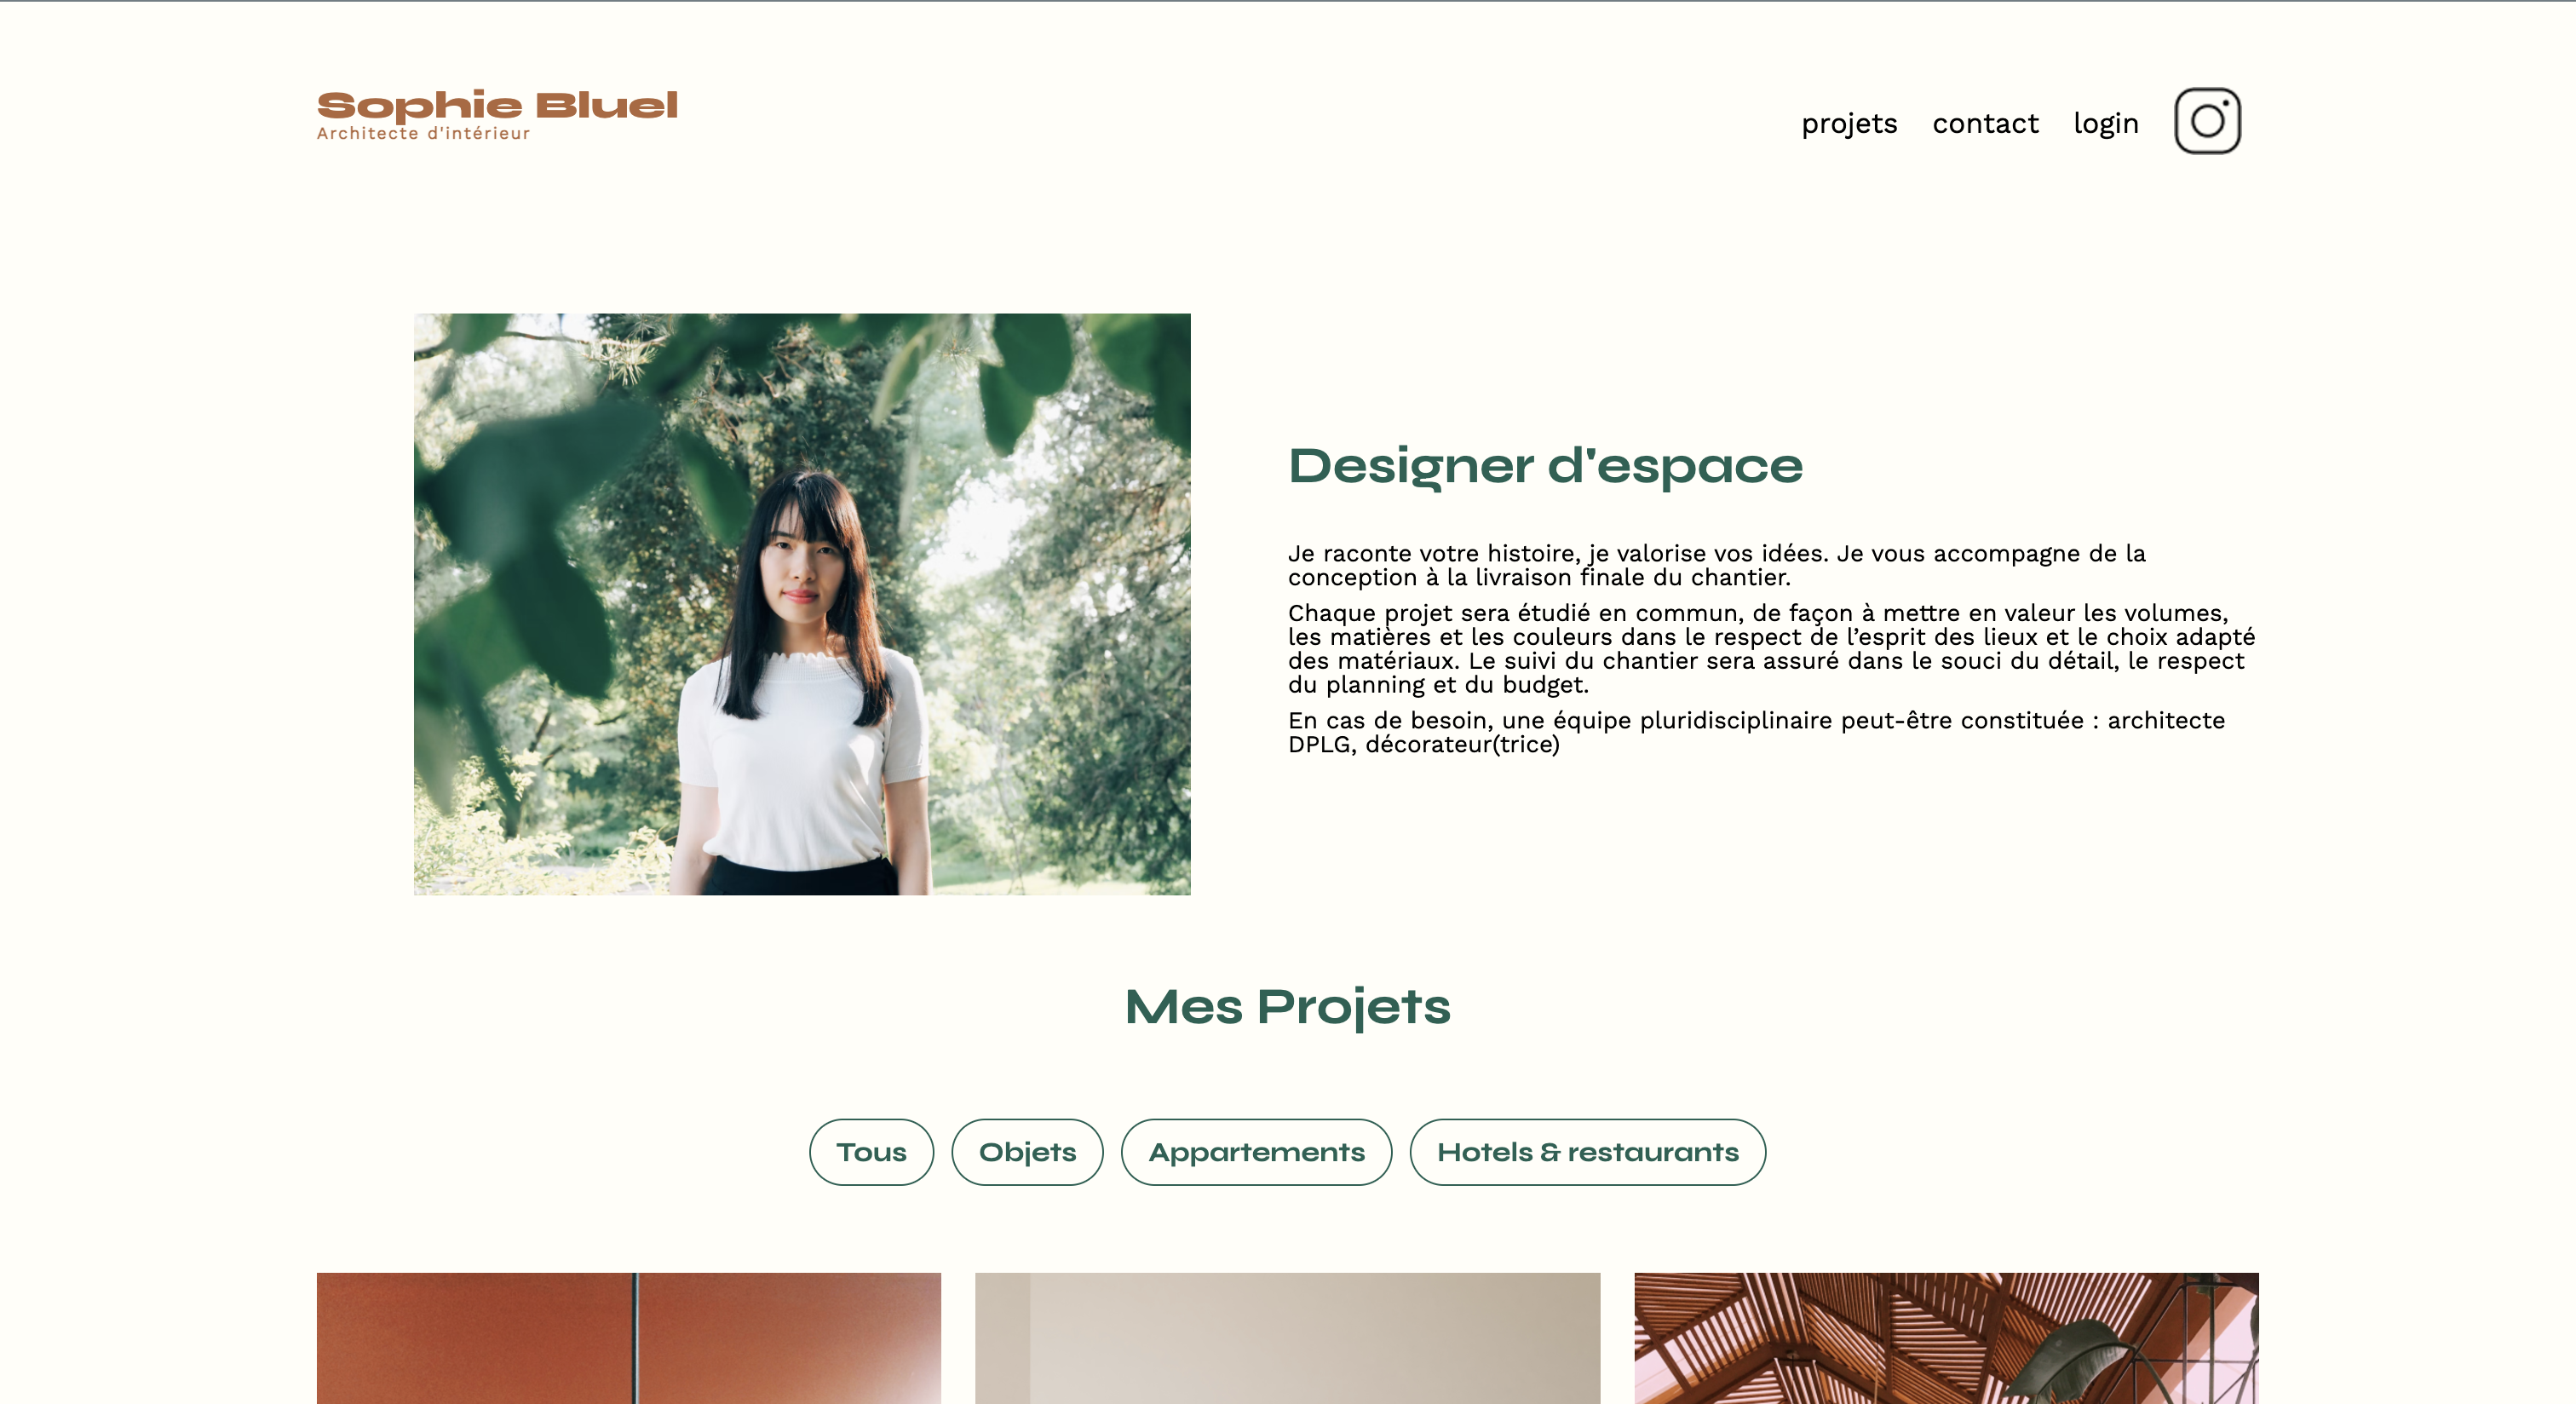 Sophie Bluel
Architecte d'intérieur
projets
contact
login
Designer d'espace
Je raconte votre histoire, je valorise vos idées. Je vous accompagne de la
conception à la livraison finale du chantier.
Chaque projet sera étudié en commun, de façon à mettre en valeur les volumes,
les matières et les couleurs dans le respect de l’esprit des lieux et le choix adapté
des matériaux. Le suivi du chantier sera assuré dans le souci du détail, le respect
du planning et du budget.
En cas de besoin, une équipe pluridisciplinaire peut-être constituée : architecte
DPLG, décorateur(trice)
Mes Projets
Tous
Objets
Appartements
Hotels & restaurants